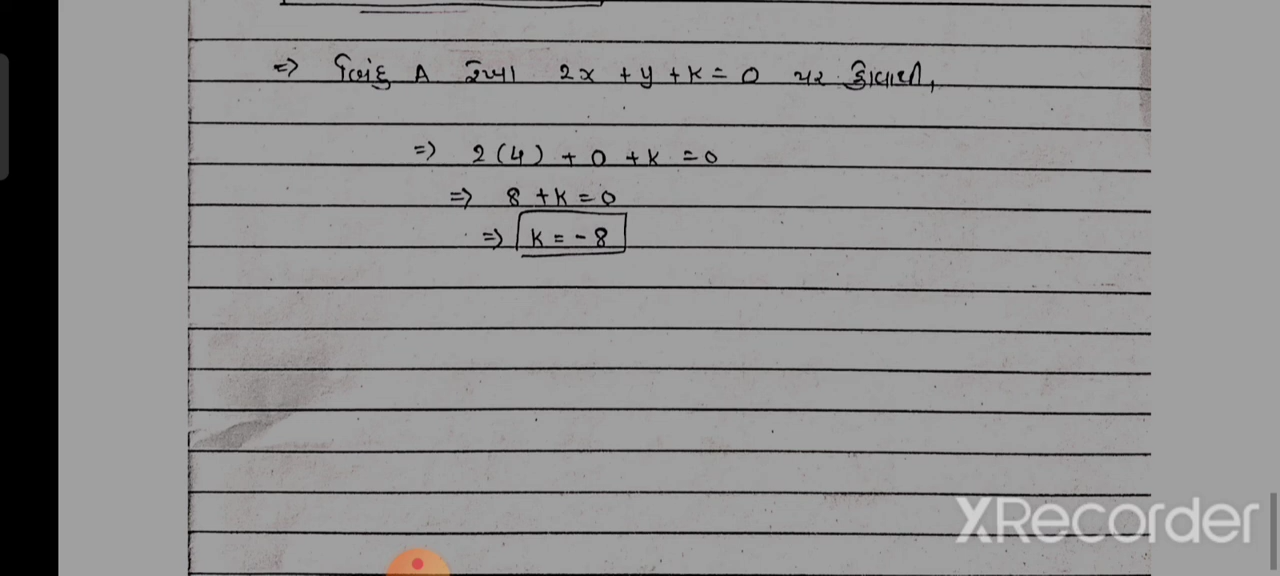 => બિંદુ A રેખા 2x + y + k = 0 પર હોવાથી,
=> 2(4) + 0 + k = 0
=> 8 + k = 0
=> k = - 8
XRecorder